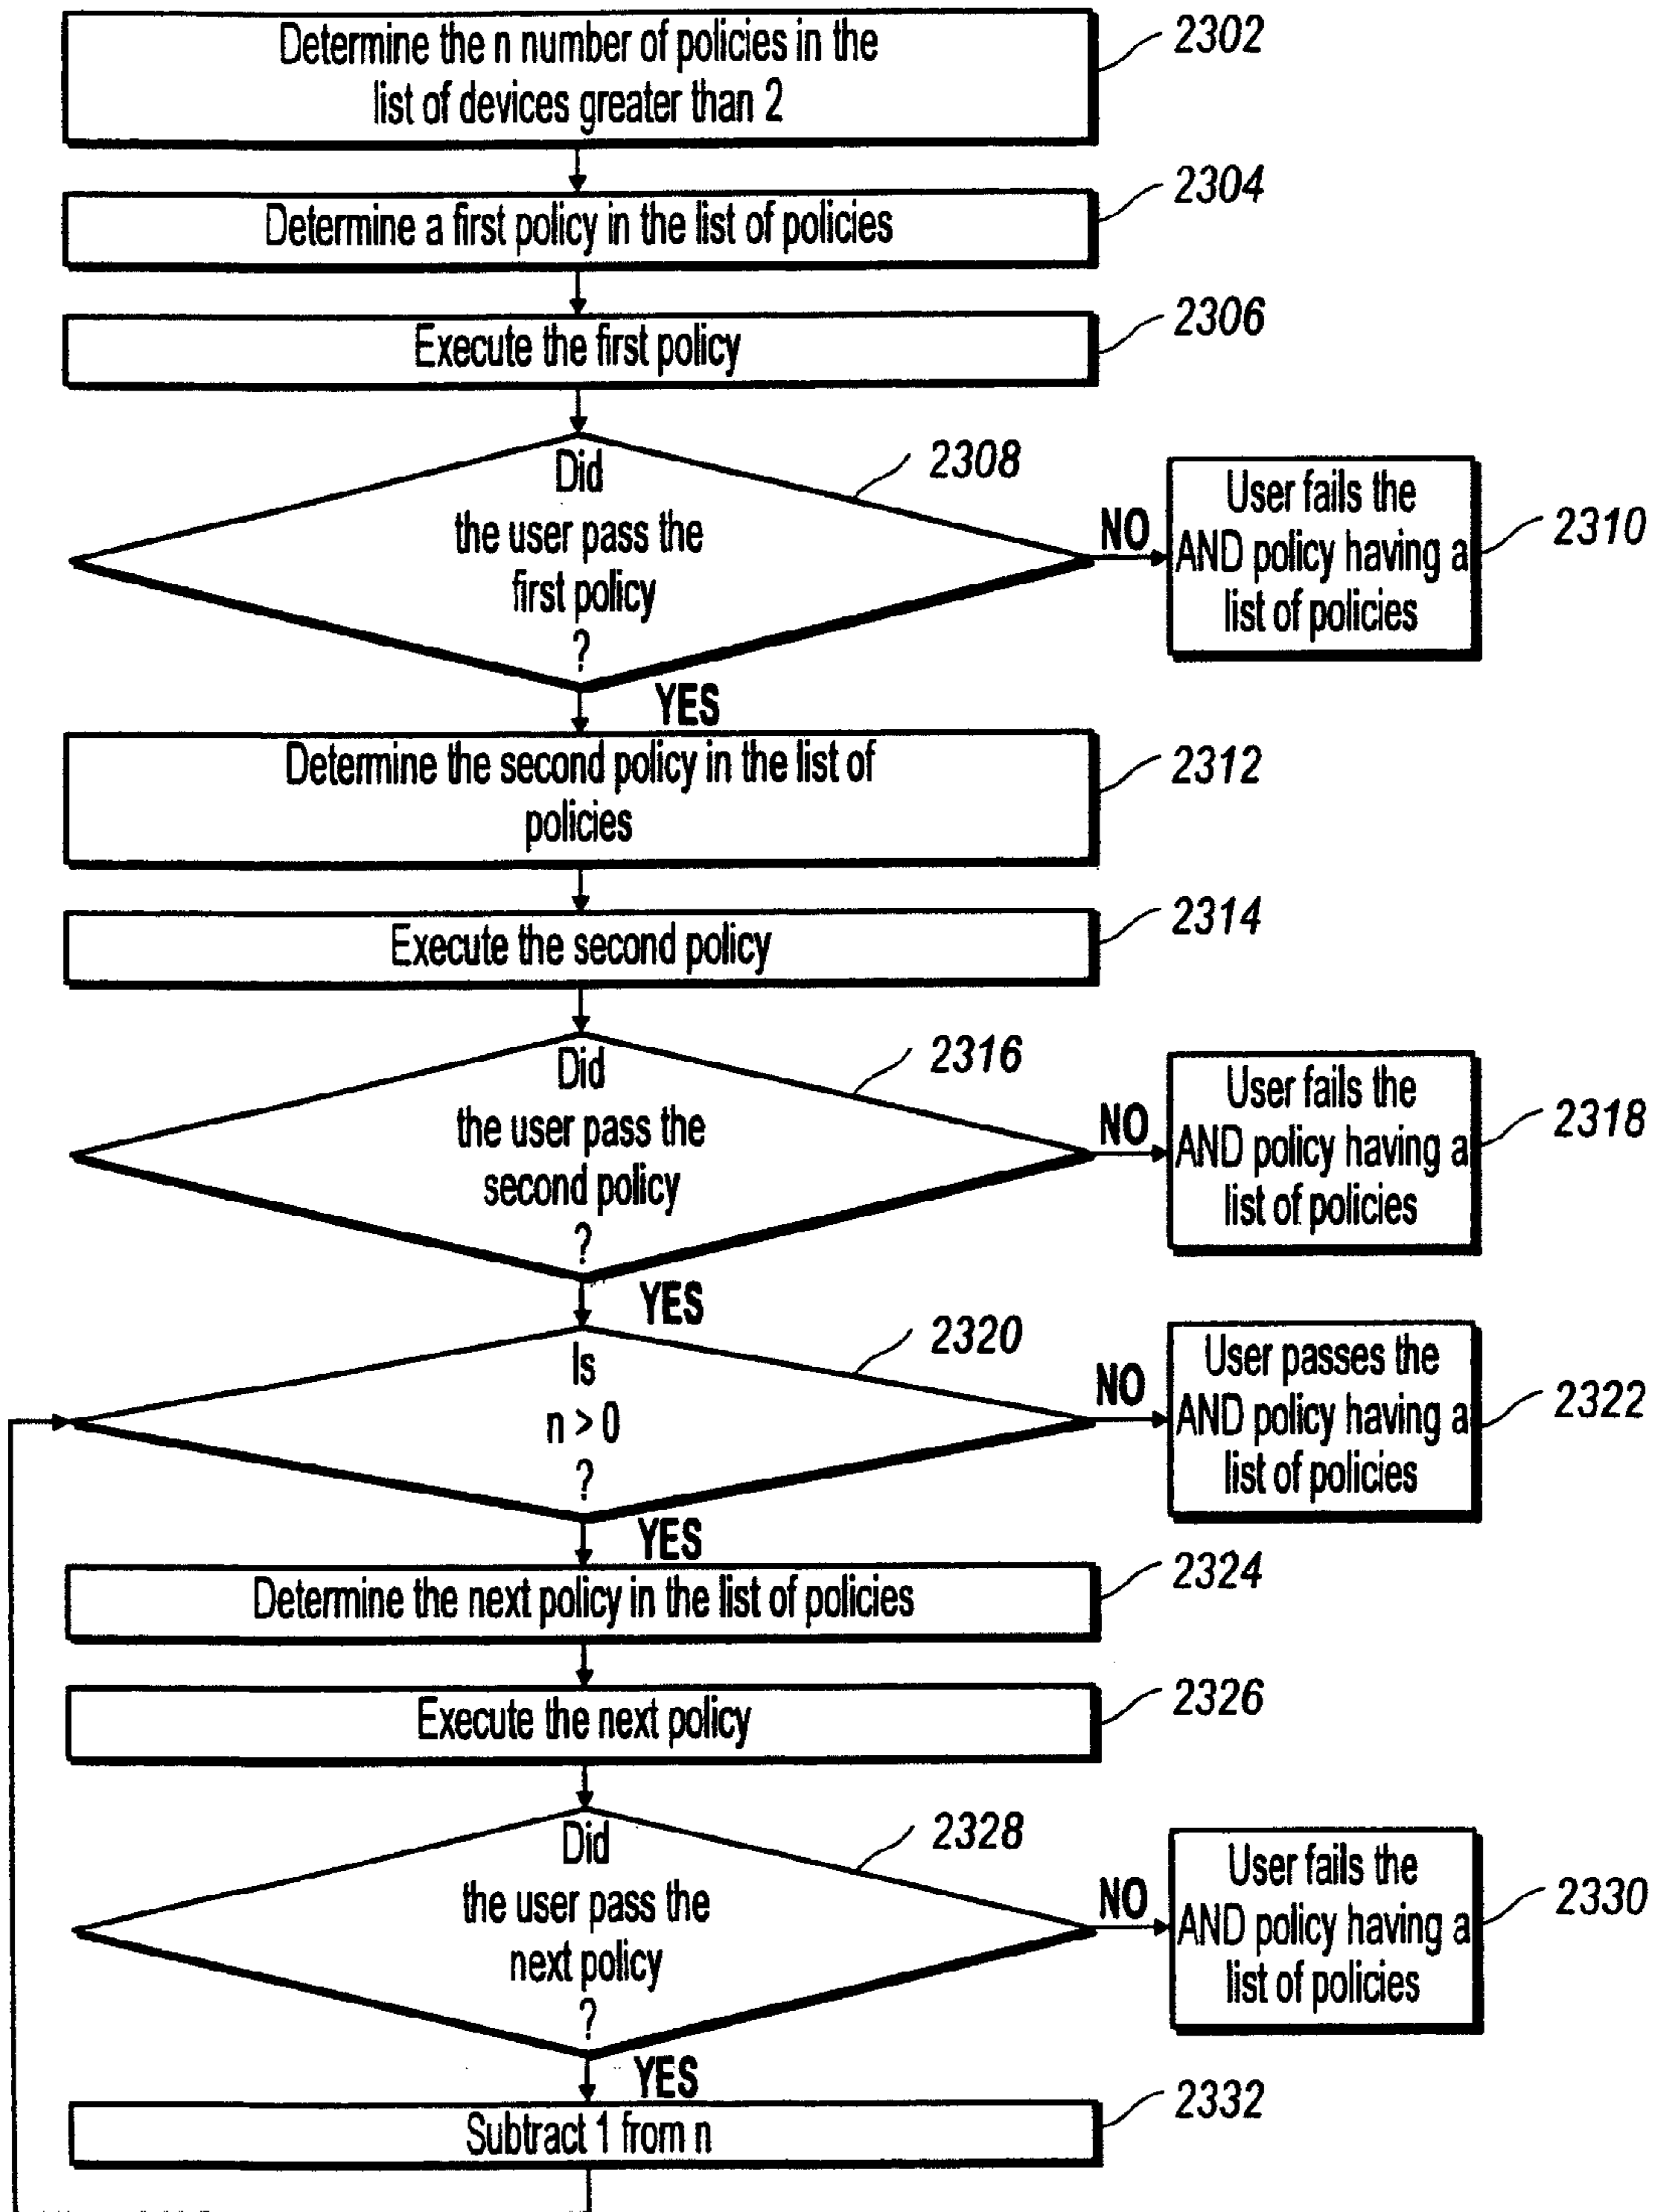 Determine the n number of policies in the
list of devices greater than 2
2302
Determine a first policy in the list of policies
2304
Execute the first policy
2306
Did
the user pass the
first policy
?
2308
NO
User fails the
AND policy having a
list of policies
2310
YES
Determine the second policy in the list of
policies
2312
Execute the second policy
2314
Did
the user pass the
second policy
?
2316
NO
User fails the
AND policy having a
list of policies
2318
YES
Is
n > 0
?
2320
NO
User passes the
AND policy having a
list of policies
2322
YES
Determine the next policy in the list of policies
2324
Execute the next policy
2326
Did
the user pass the
next policy
?
2328
NO
User fails the
AND policy having a
list of policies
2330
YES
Subtract 1 from n
2332